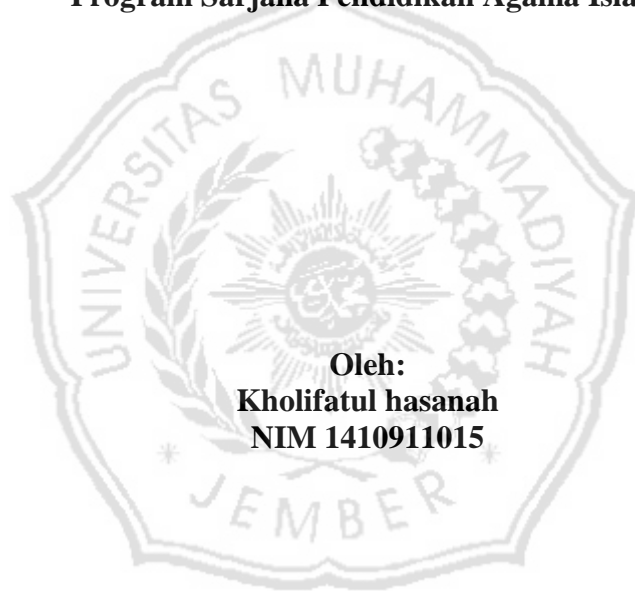 Program Sarjana Pendidikan Agama Isla
UNIVERSITAS MUHAMMADIYAH
Oleh:
Kholifatul hasanah
NIM 1410911015
JEMBER